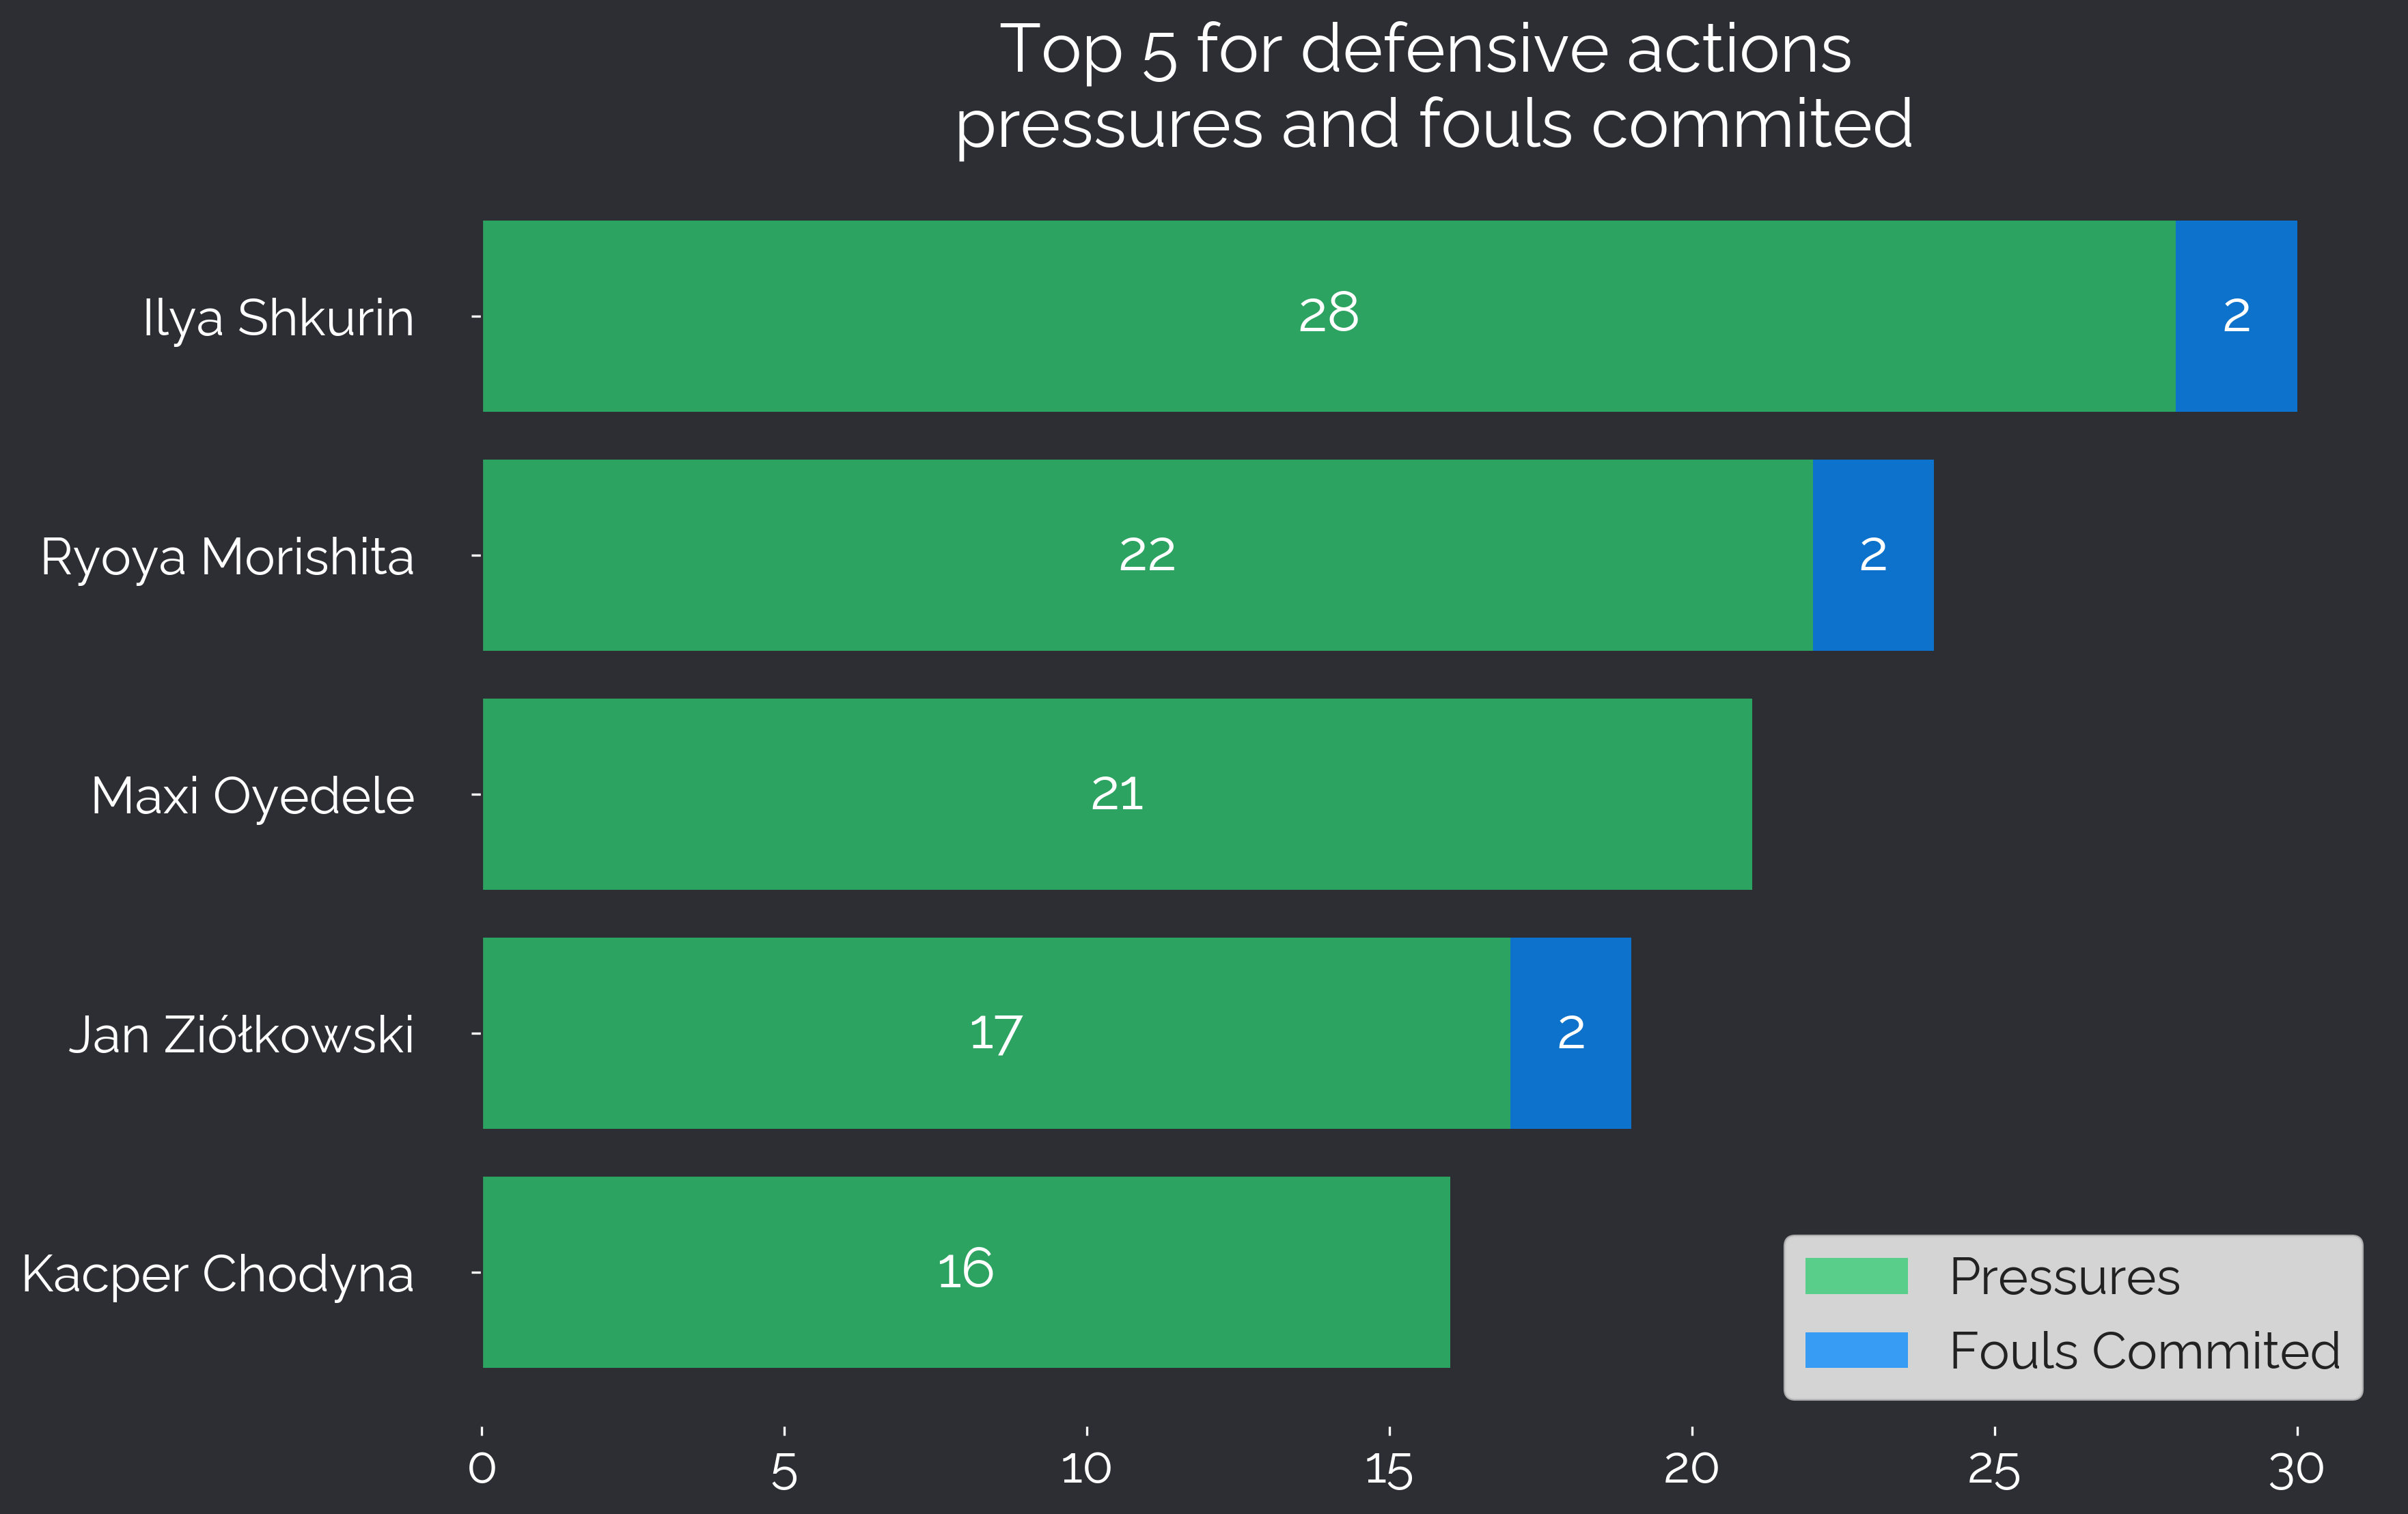 Top 5 for defensive actions
pressures and fouls commited
Ilya Shkurin 28 2
Ryoya Morishita 22 2
Maxi Oyedele 21
Jan Ziółkowski 17 2
Kacper Chodyna 16
Pressures
Fouls Commited
0 5 10 15 20 25 30